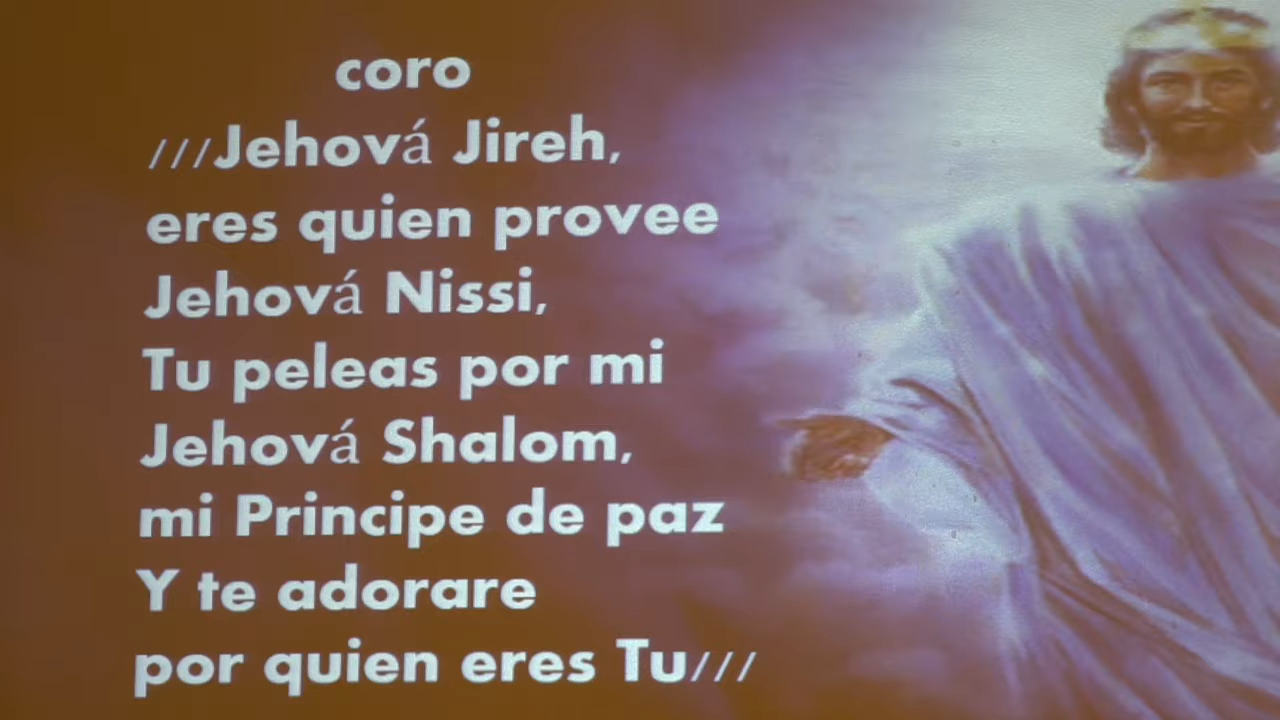 coro
///Jehová Jireh,
eres quien provee
Jehová Nissi,
Tu peleas por mi
Jehová Shalom,
mi Principe de paz
Y te adorare
por quien eres Tu///